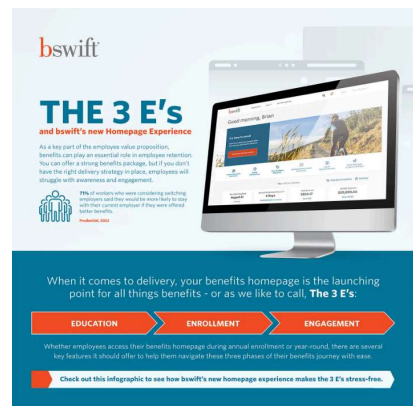 bswift
THE 3 E's
and bswift's new Homepage Experience
As a key part of the employee value proposition,
benefits can play an essential role in employee retention.
You can offer a strong benefits package, but if you don't
have the right delivery strategy in place, employees will
struggle with awareness and engagement.
71% of workers who were considering switching
employers said they would be more likely to stay
with their current employer if they were offered
better benefits.
Good morning, Brian
When it comes to delivery, your benefits homepage is the launching
point for all things benefits - or as we like to call, The 3 E's:
EDUCATION
ENROLLMENT
ENGAGEMENT
Whether employees access their benefits homepage during annual enrollment or year-round, there are several
key features it should offer to help them navigate these three phases of their benefits journey with ease.
Check out this infographic to see how bswift's new homepage experience makes the 3 E's stress-free.